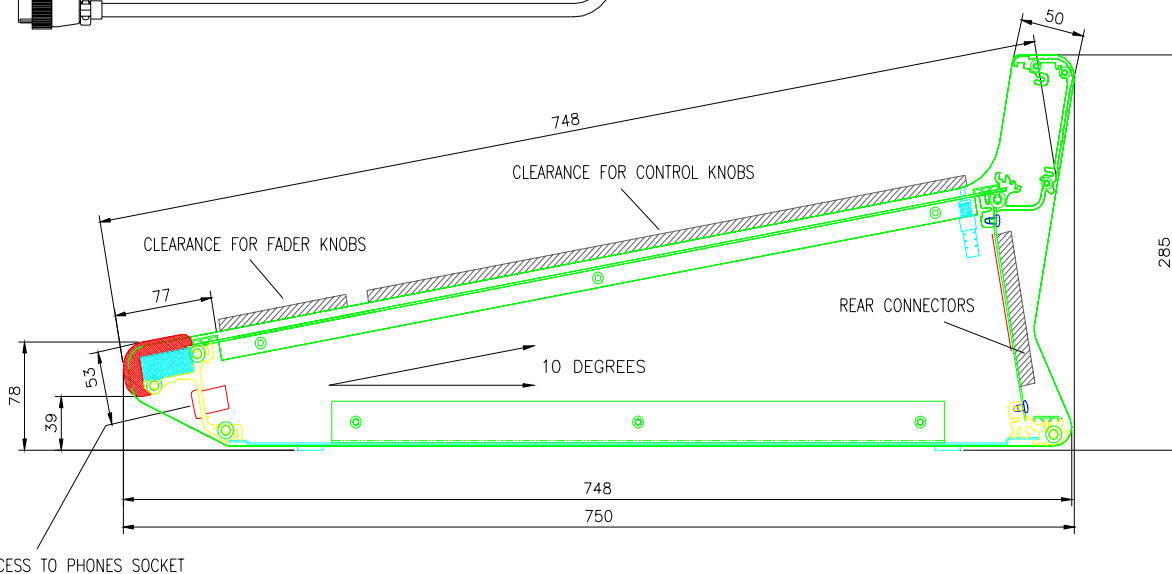 50
748
CLEARANCE FOR CONTROL KNOBS
CLEARANCE FOR FADER KNOBS
285
77
REAR CONNECTORS
10 DEGREES
53
78
39
748
750
CESS TO PHONES SOCKET